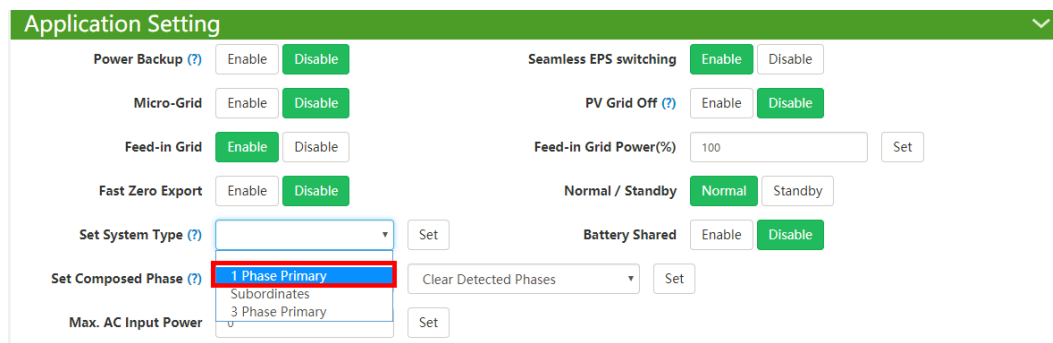 Application Setting
Power Backup (?) Enable Disable Seamless EPS switching Enable Disable
Micro-Grid Enable Disable PV Grid Off (?) Enable Disable
Feed-in Grid Enable Disable Feed-in Grid Power(%) 100 Set
Fast Zero Export Enable Disable Normal / Standby Normal Standby
Set System Type (?) Set Battery Shared Enable Disable
Set Composed Phase (?) 1 Phase Primary Clear Detected Phases Set
Subordinates
3 Phase Primary
Max. AC Input Power 0 Set